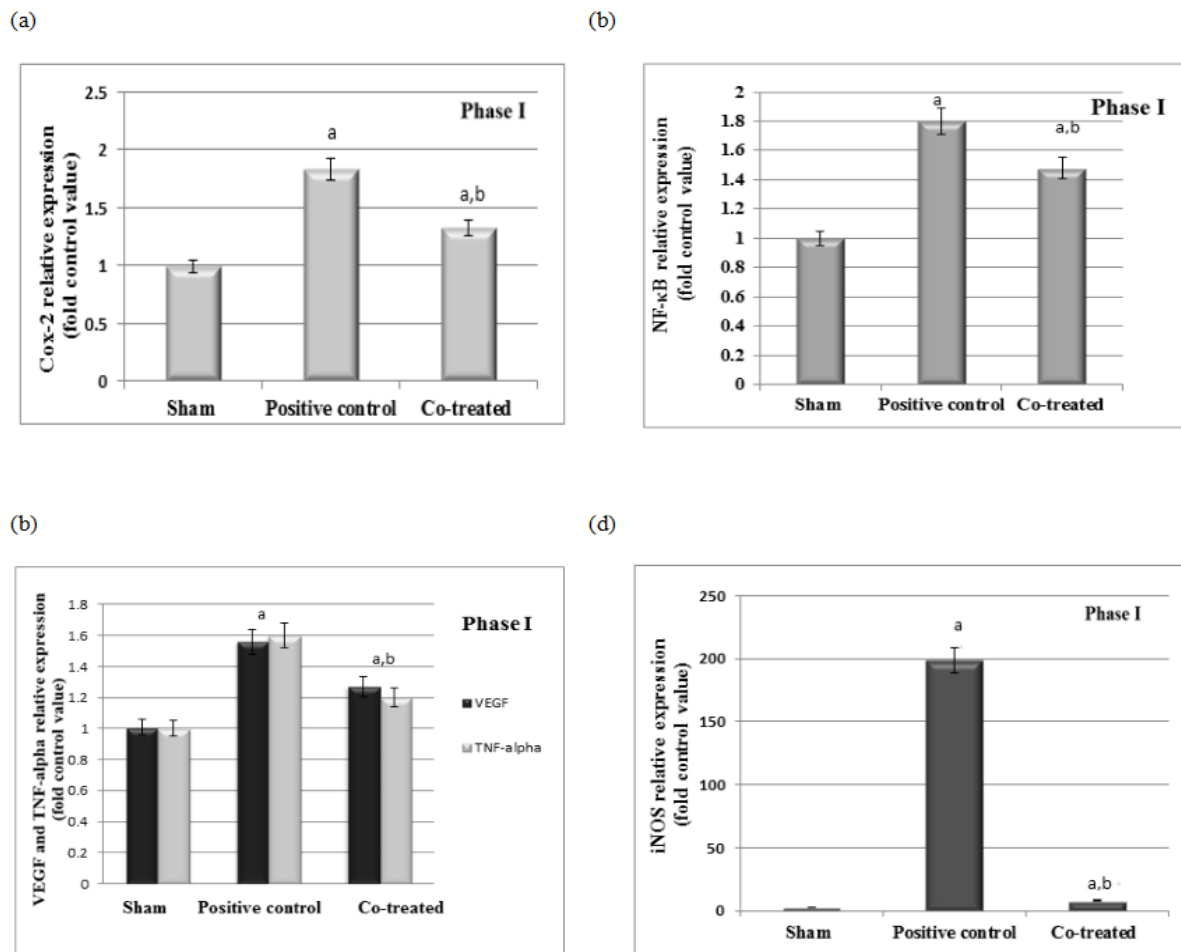 (a)
(b)
Cox-2 relative expression
(fold control value)
2.5
2
1.5
1
0.5
0
Phase I
a
a,b
Sham Positive control Co-treated
NF-κB relative expression
(fold control value)
2
1.8
1.6
1.4
1.2
1
0.8
0.6
0.4
0.2
0
Phase I
a
a,b
Sham Positive control Co-treated
(b)
(d)
VEGF and TNF-alpha relative expression
(fold control value)
1.8
1.6
1.4
1.2
1
0.8
0.6
0.4
0.2
0
a
a,b
Phase I
VEGF
TNF-alpha
Sham Positive control Co-treated
iNOS relative expression
(fold control value)
250
200
150
100
50
0
Phase I
a
a,b
Sham Positive control Co-treated